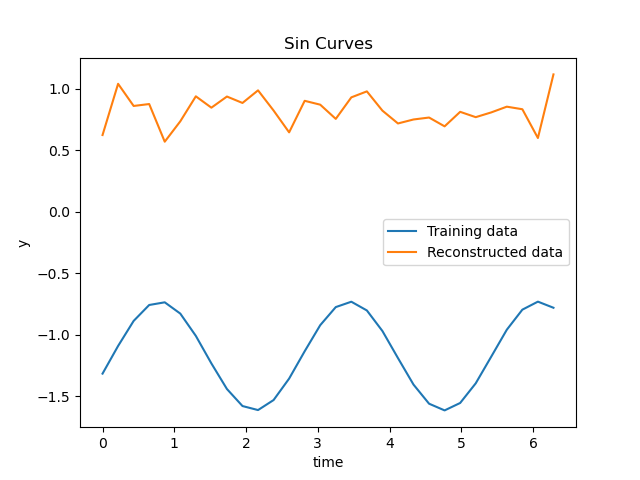 Sin Curves
1.0
0.5
0.0
−0.5
−1.0
−1.5
y
Training data
Reconstructed data
0 1 2 3 4 5 6
time